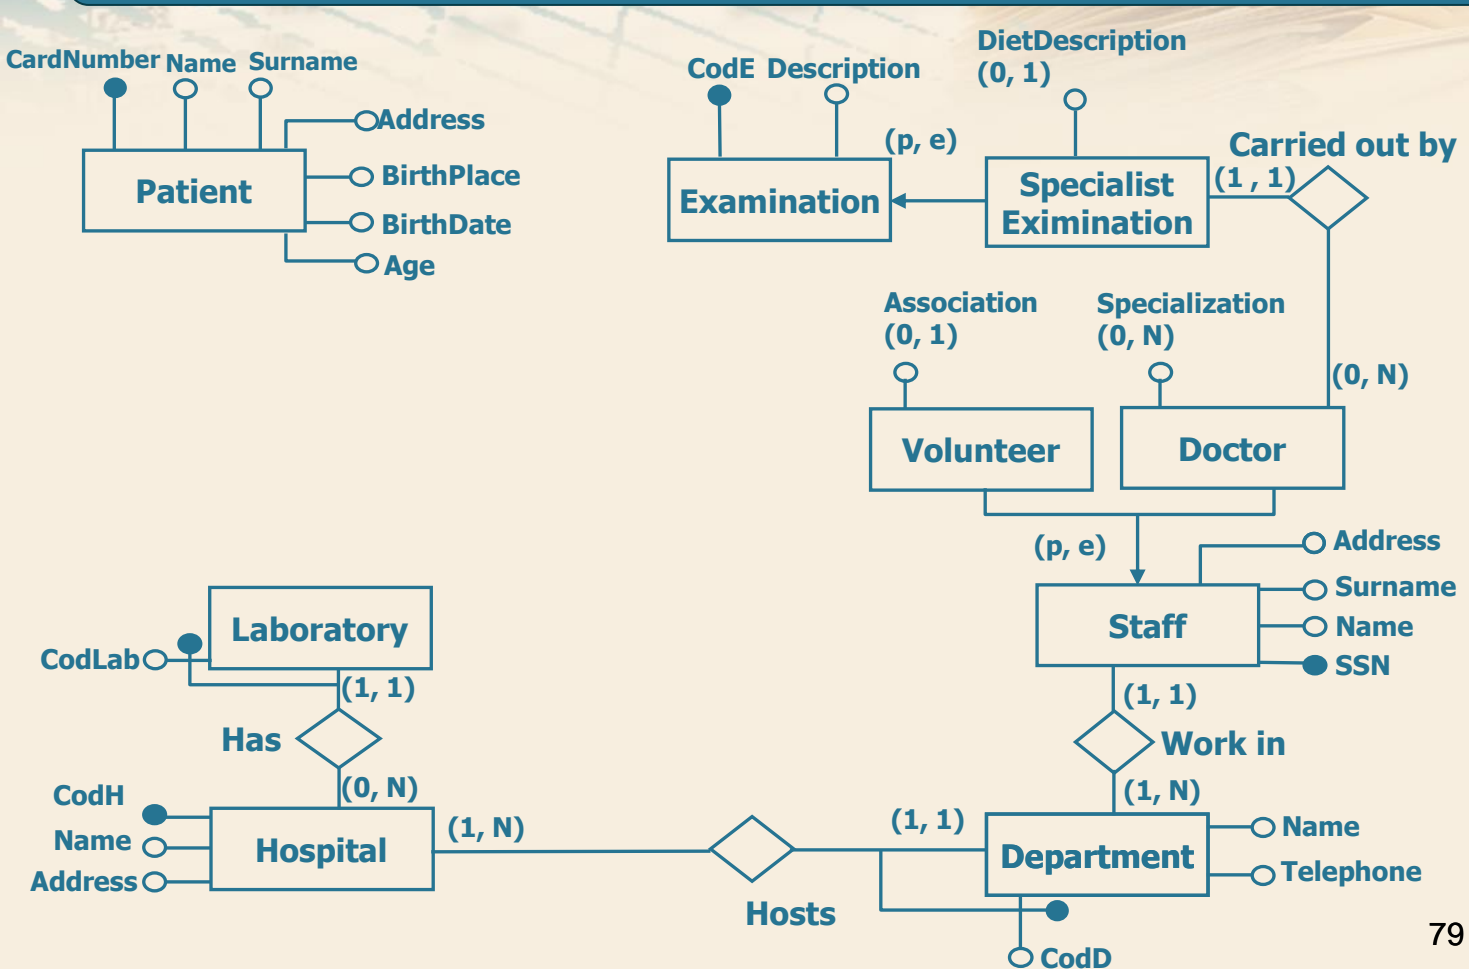 CardNumber Name Surname
Address
BirthPlace
BirthDate
Age
Patient
CodE Description
(p, e)
Examination
DietDescription
(0, 1)
Specialist
Eximination
Carried out by
(1 , 1)
(0, N)
Association
(0, 1)
Volunteer
Specialization
(0, N)
Doctor
(p, e)
Address
Surname
Name
SSN
Staff
(1, 1)
Work in
(1, N)
Laboratory
CodLab
(1, 1)
Has
(0, N)
CodH
Name
Address
Hospital
(1, N)
Hosts
(1, 1)
Department
Name
Telephone
CodD
79